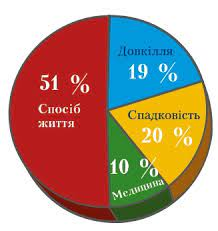 51 %
Спосіб
життя
Довкілля
19 %
Спадковість
20 %
10 %
Медицина